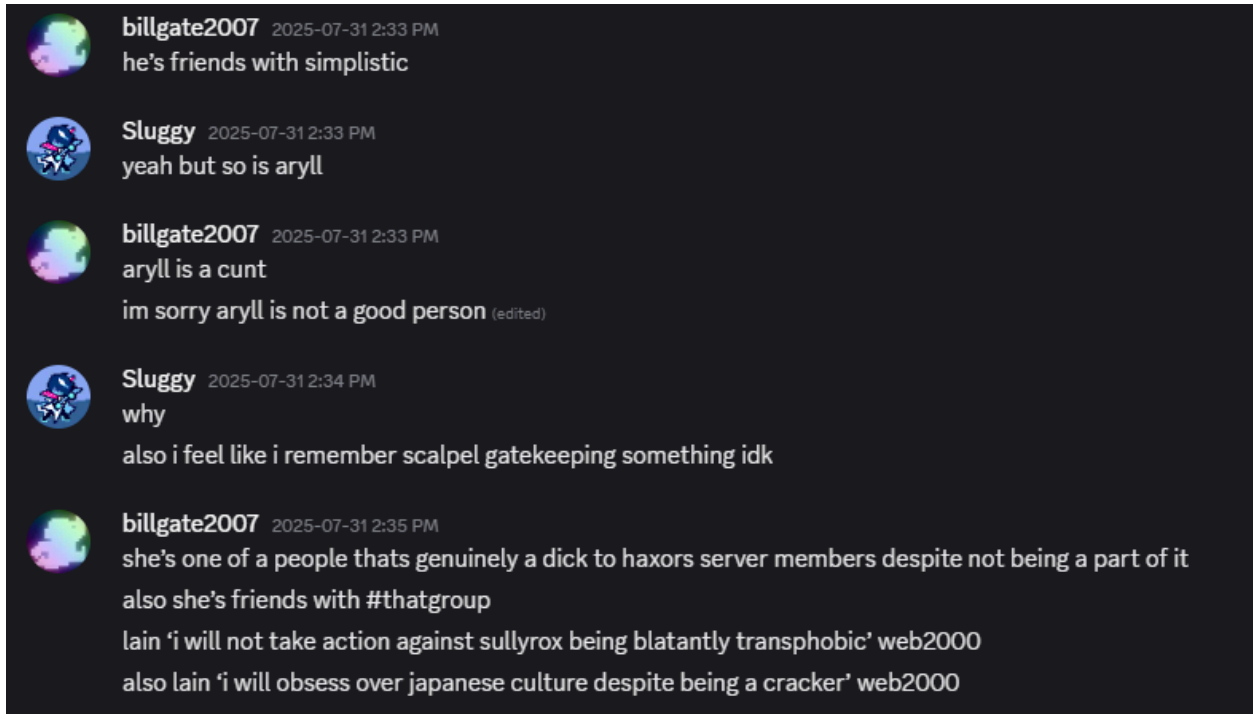 billgate2007 2025-07-31 2:33 PM
he’s friends with simplistic
Sluggy 2025-07-31 2:33 PM
yeah but so is aryll
billgate2007 2025-07-31 2:33 PM
aryll is a cunt
im sorry aryll is not a good person (edited)
Sluggy 2025-07-31 2:34 PM
why
also i feel like i remember scalpel gatekeeping something idk
billgate2007 2025-07-31 2:35 PM
she’s one of a people thats genuinely a dick to haxors server members despite not being a part of it
also she’s friends with #thatgroup
lain ‘i will not take action against sullyrox being blatantly transphobic’ web2000
also lain ‘i will obsess over japanese culture despite being a cracker’ web2000